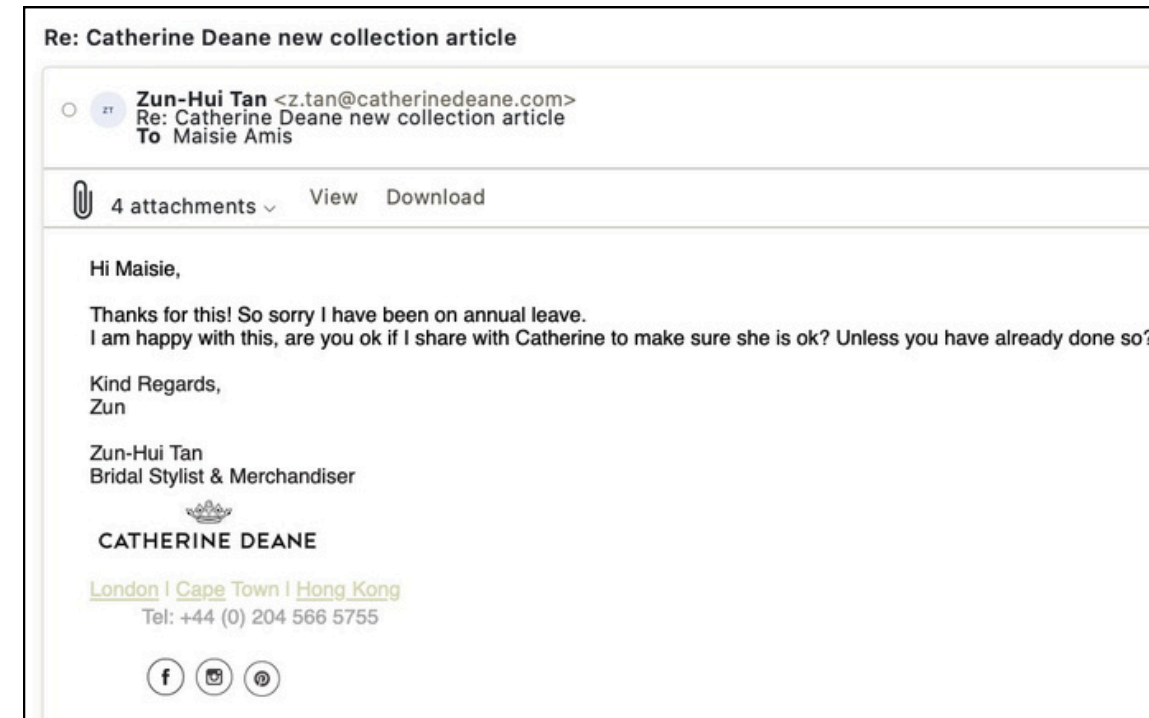 Re: Catherine Deane new collection article
ZT
Zun-Hui Tan <z.tan@catherinedeane.com>
Re: Catherine Deane new collection article
To Maisie Amis
4 attachments View Download
Hi Maisie,
Thanks for this! So sorry I have been on annual leave.
I am happy with this, are you ok if I share with Catherine to make sure she is ok? Unless you have already done so?
Kind Regards,
Zun
Zun-Hui Tan
Bridal Stylist & Merchandiser
CATHERINE DEANE
London I Cape Town I Hong Kong
Tel: +44 (0) 204 566 5755